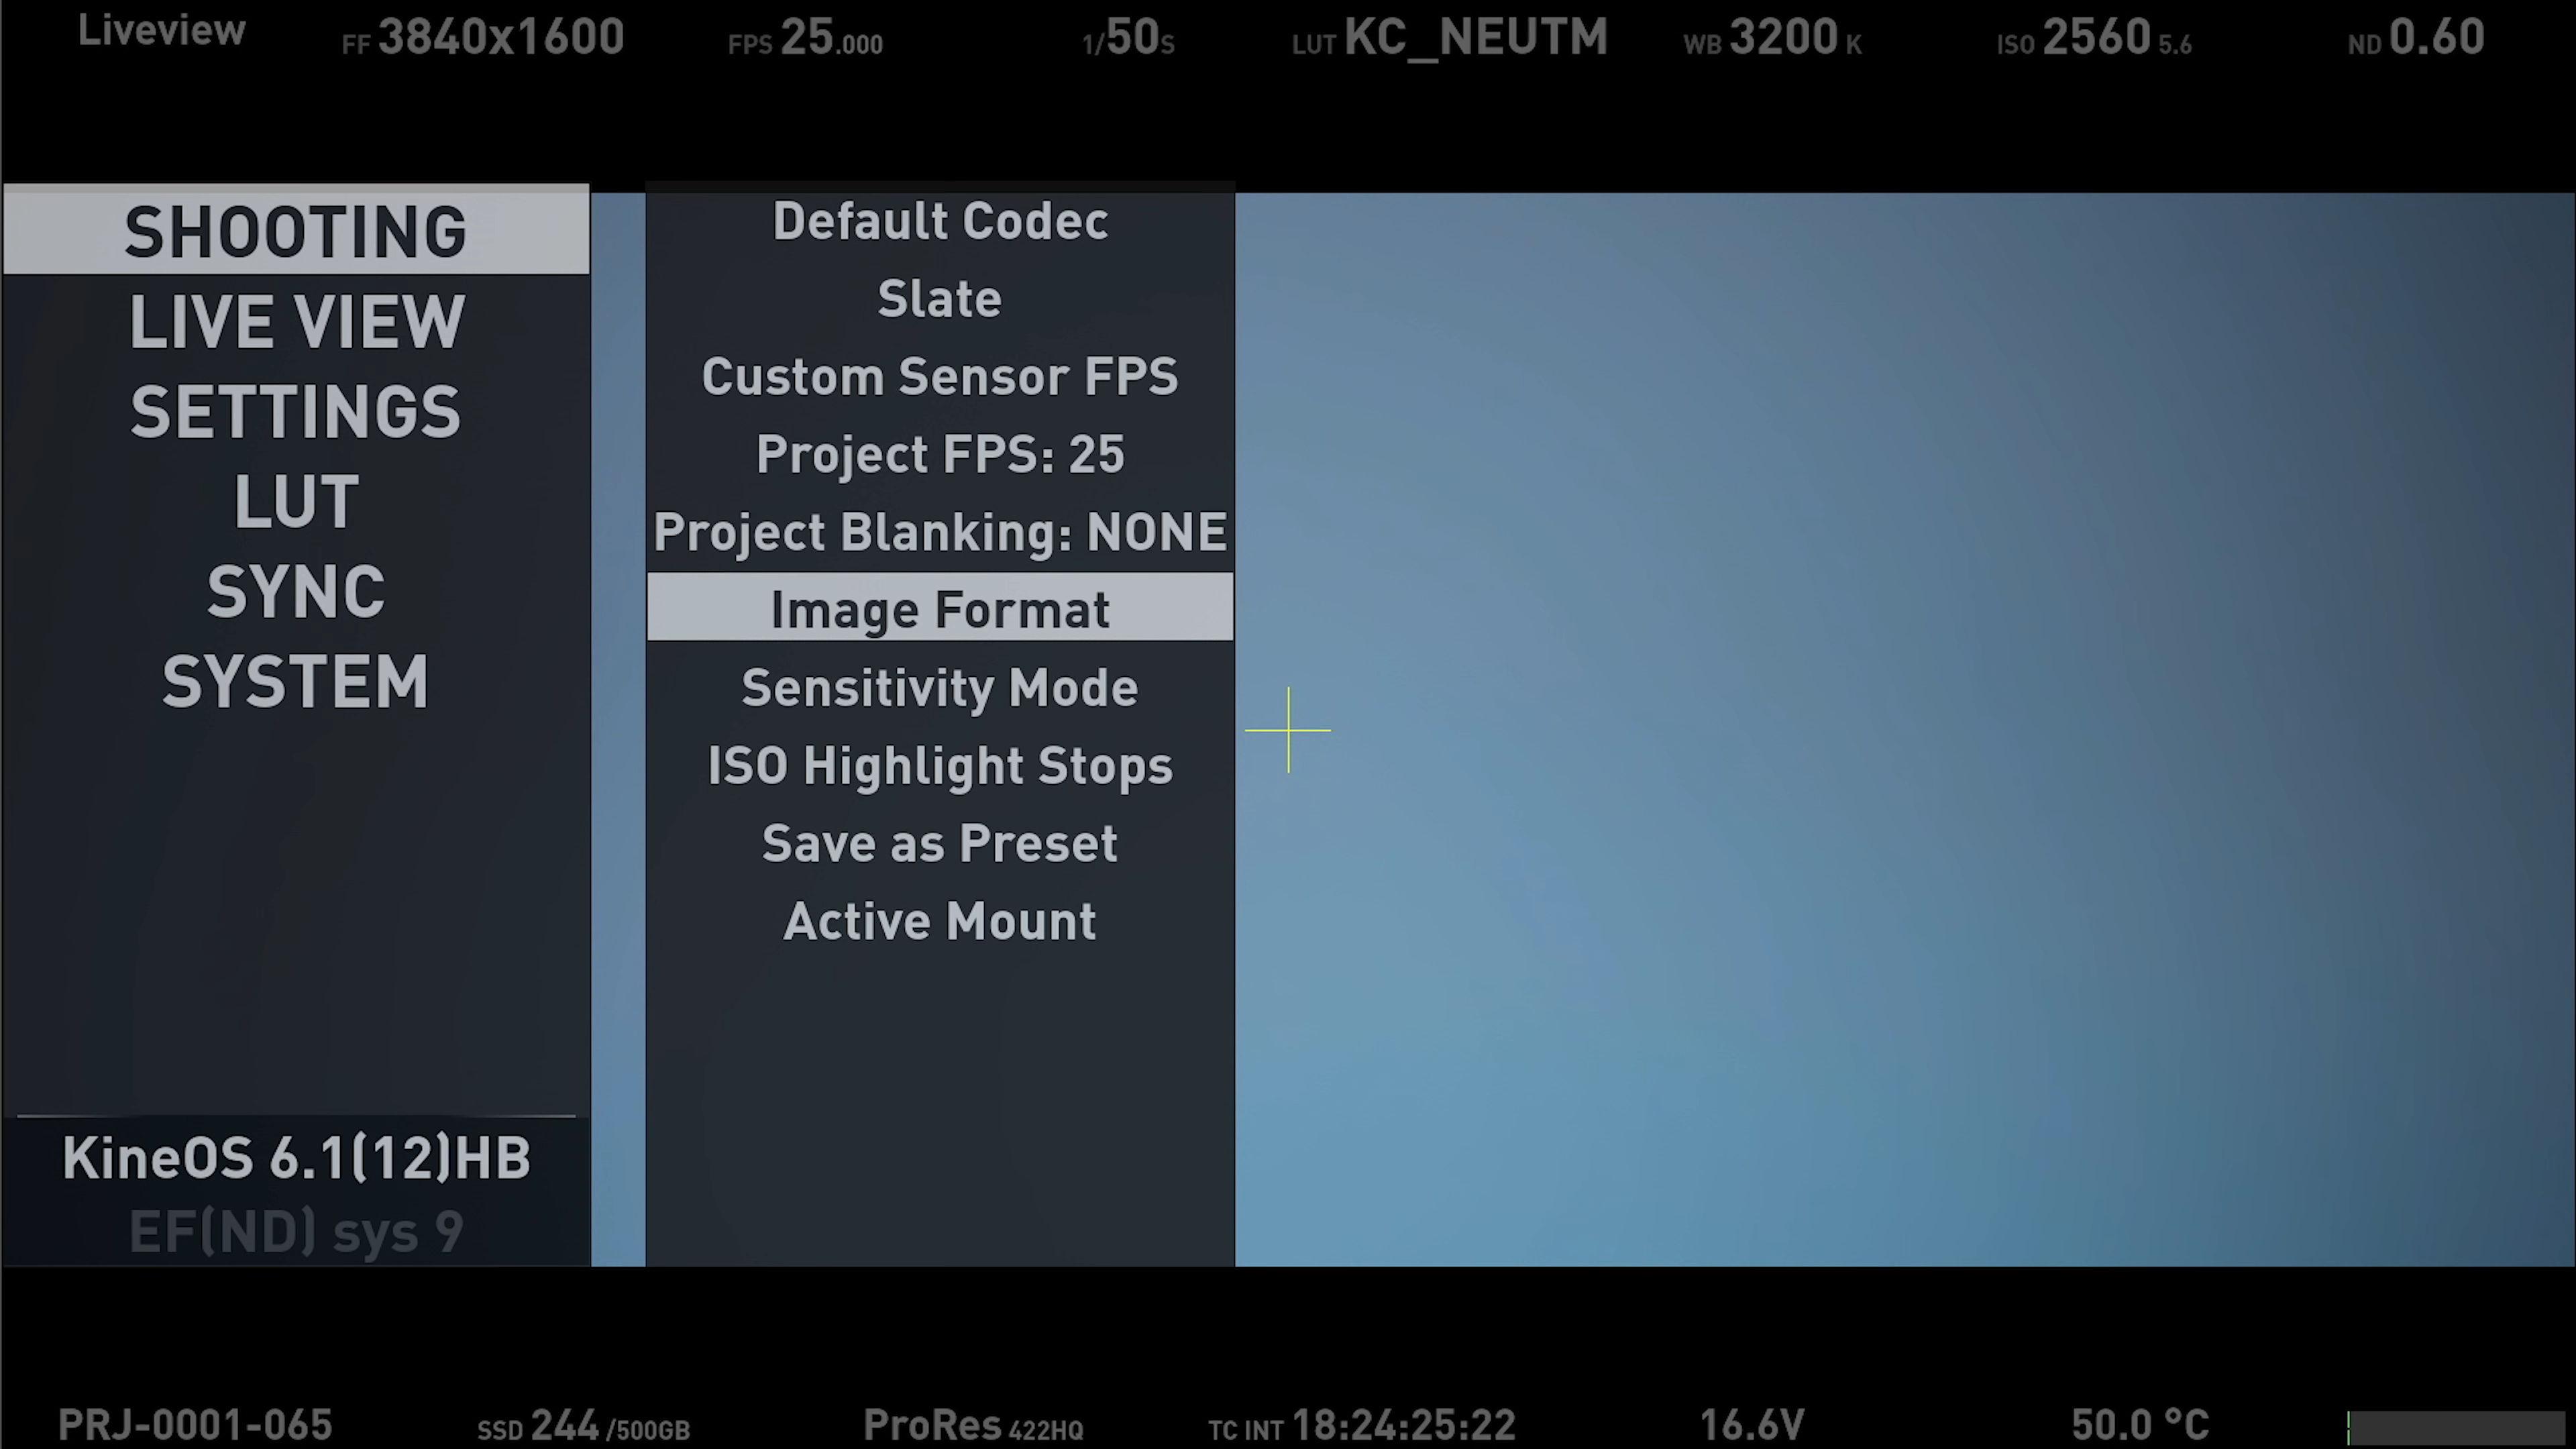 Liveview
FF 3840x1600
FPS 25.000
1/50S
LUT KC_NEUTM
WB 3200 K
ISO 2560 5.6
ND 0.60
SHOOTING
LIVE VIEW
SETTINGS
LUT
SYNC
SYSTEM
KineOS 6.1(12)HB
EF(ND) sys 9
Default Codec
Slate
Custom Sensor FPS
Project FPS: 25
Project Blanking: NONE
Image Format
Sensitivity Mode
ISO Highlight Stops
Save as Preset
Active Mount
PRJ-0001-065
SSD 244 /500GB
ProRes 422HQ
TC INT 18:24:25:22
16.6V
50.0 °C